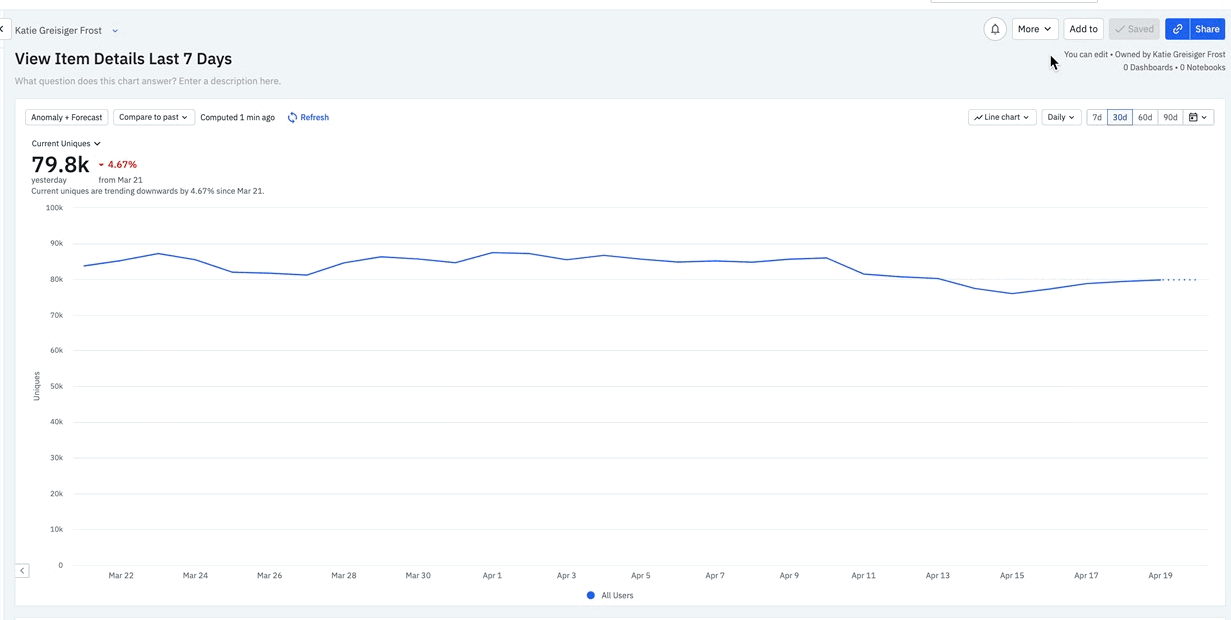 Katie Greisiger Frost
More
Add to
Saved
Share
View Item Details Last 7 Days
You can edit • Owned by Katie Greisiger Frost
0 Dashboards • 0 Notebooks
What question does this chart answer? Enter a description here.
Anomaly + Forecast
Compare to past
Computed 1 min ago
Refresh
Line chart
Daily
7d
30d
60d
90d
Current Uniques
79.8k
4.67%
yesterday
from Mar 21
Current uniques are trending downwards by 4.67% since Mar 21.
100k
90k
80k
70k
60k
50k
40k
30k
20k
10k
0
Uniques
Mar 22
Mar 24
Mar 26
Mar 28
Mar 30
Apr 1
Apr 3
Apr 5
Apr 7
Apr 9
Apr 11
Apr 13
Apr 15
Apr 17
Apr 19
All Users